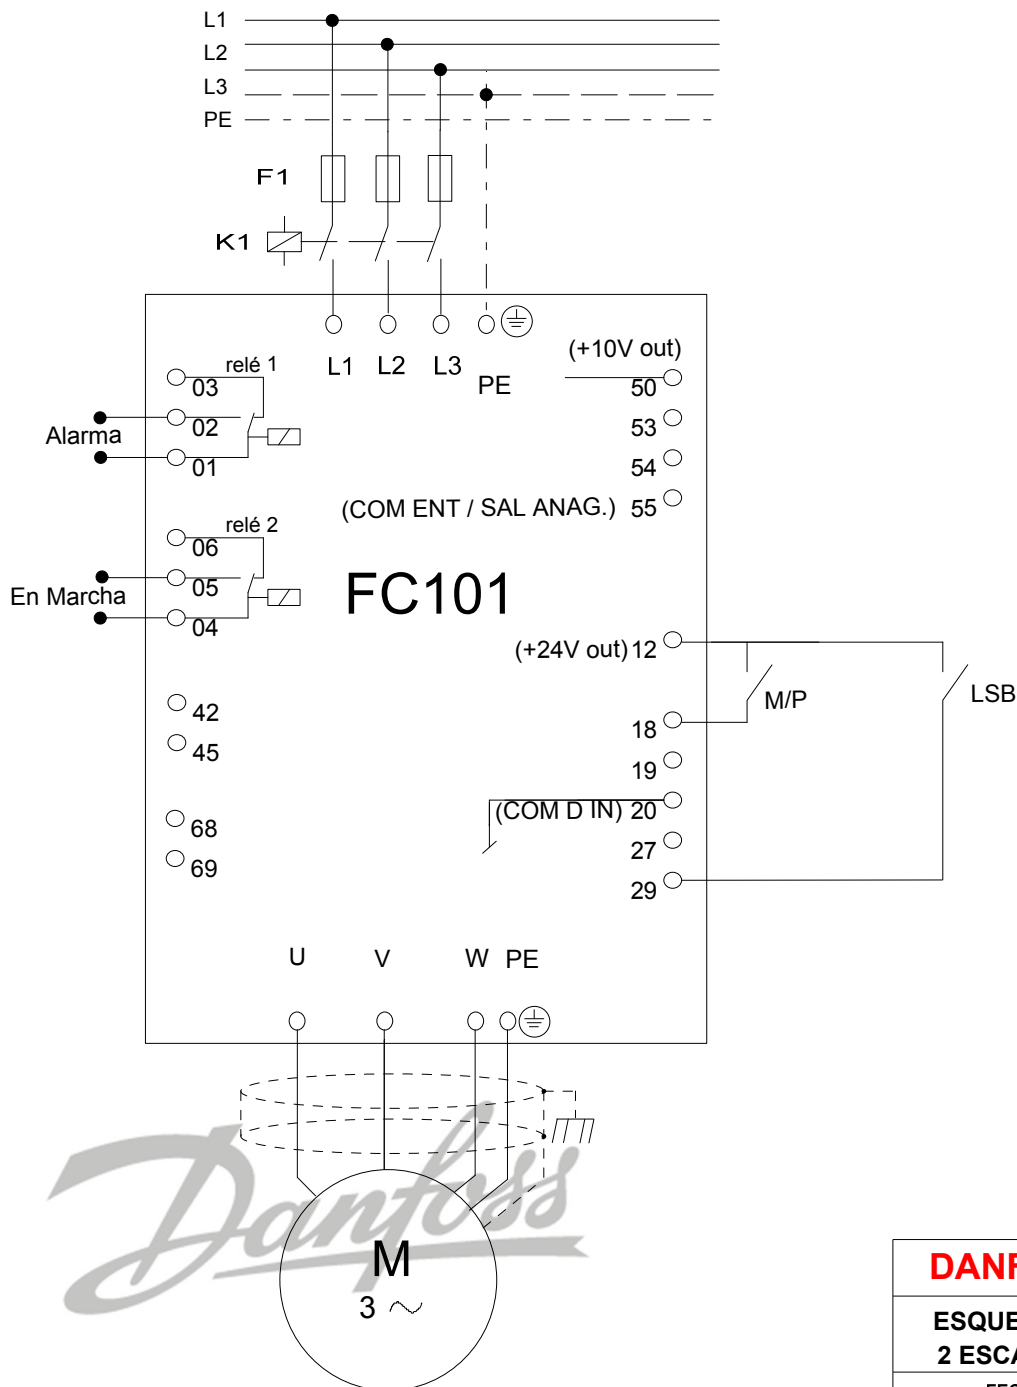 L1
L2
L3
PE
F1
K1
L1 L2 L3 PE
03 relé 1
02
Alarma
01
06 relé 2
05
En Marcha
04
42
45
68
69
(+10V out)
50
53
54
(COM ENT / SAL ANAG.) 55
FC101
(+24V out) 12
M/P
LSB
18
19
(COM D IN) 20
27
29
U V W PE
Danfoss
M
3
DANF
ESQUE
2 ESCA